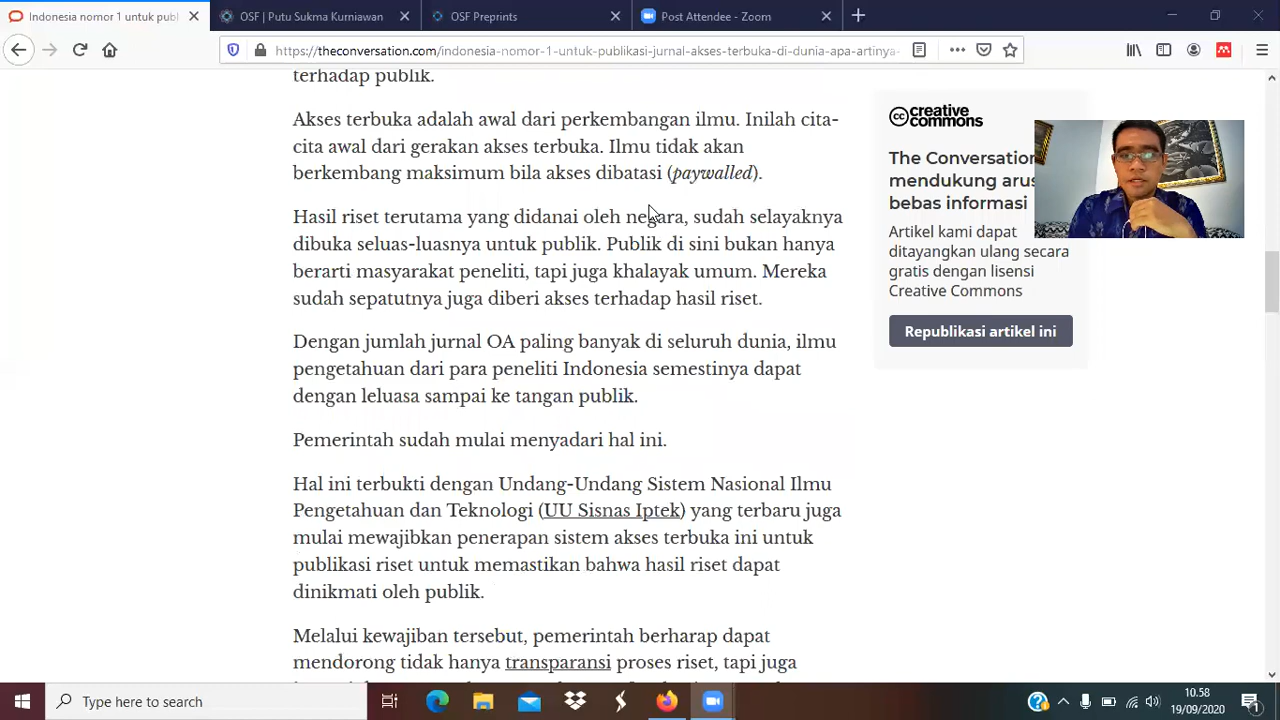 Indonesia nomor 1 untuk publ
OSF | Putu Sukma Kurniawan
OSF Preprints
Post Attendee - Zoom
https://theconversation.com/indonesia-nomor-1-untuk-publikasi-jurnal-akses-terbuka-di-dunia-apa-artinya-
terhadap publik.
Akses terbuka adalah awal dari perkembangan ilmu. Inilah cita-
cita awal dari gerakan akses terbuka. Ilmu tidak akan
berkembang maksimum bila akses dibatasi (paywalled).
Hasil riset terutama yang didanai oleh negara, sudah selayaknya
dibuka seluas-luasnya untuk publik. Publik di sini bukan hanya
berarti masyarakat peneliti, tapi juga khalayak umum. Mereka
sudah sepatutnya juga diberi akses terhadap hasil riset.
Dengan jumlah jurnal OA paling banyak di seluruh dunia, ilmu
pengetahuan dari para peneliti Indonesia semestinya dapat
dengan leluasa sampai ke tangan publik.
Pemerintah sudah mulai menyadari hal ini.
Hal ini terbukti dengan Undang-Undang Sistem Nasional Ilmu
Pengetahuan dan Teknologi (UU Sisnas Iptek) yang terbaru juga
mulai mewajibkan penerapan sistem akses terbuka ini untuk
publikasi riset untuk memastikan bahwa hasil riset dapat
dinikmati oleh publik.
Melalui kewajiban tersebut, pemerintah berharap dapat
mendorong tidak hanya transparansi proses riset, tapi juga
cc creative commons
The Conversation
mendukung arus
bebas informasi
Artikel kami dapat
ditayangkan ulang secara
gratis dengan lisensi
Creative Commons
Republikasi artikel ini
Type here to search
10.58
19/09/2020